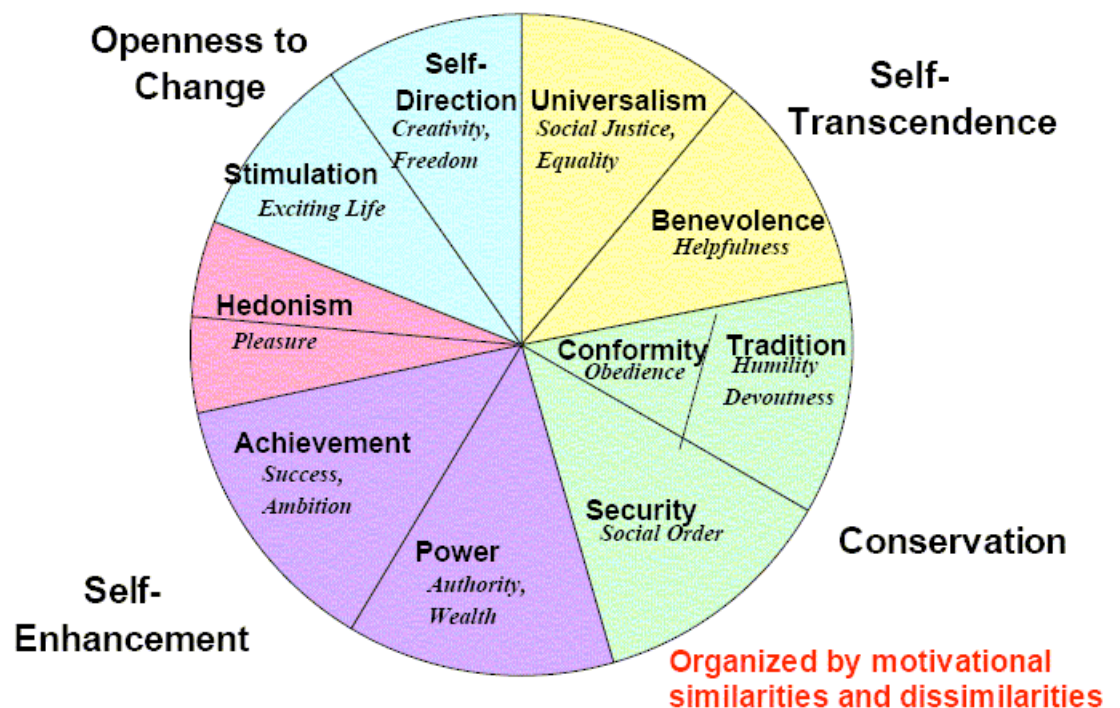 Openness to
Change
Self-
Direction
Creativity,
Freedom
Universalism
Social Justice,
Equality
Self-
Transcendence
Stimulation
Exciting Life
Benevolence
Helpfulness
Hedonism
Pleasure
Conformity
Obedience
Tradition
Humility
Devoutness
Achievement
Success,
Ambition
Security
Social Order
Power
Authority,
Wealth
Conservation
Self-
Enhancement
Organized by motivational
similarities and dissimilarities